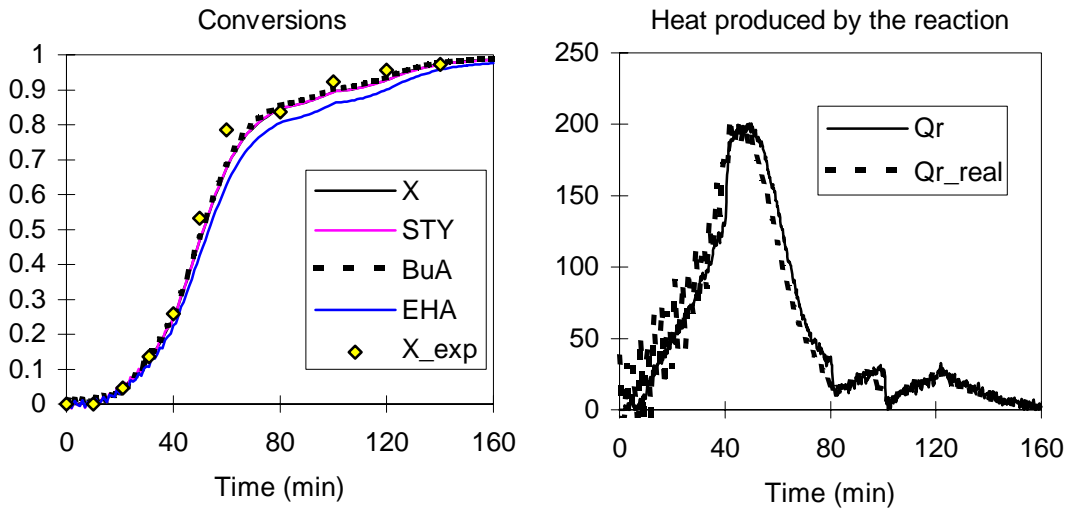 Conversions
1
0.9
0.8
0.7
0.6
0.5
0.4
0.3
0.2
0.1
0
0 40 80 120 160
Time (min)
X
STY
BuA
EHA
X_exp
Heat produced by the reaction
250
200
150
100
50
0
0 40 80 120 160
Time (min)
Qr
Qr_real